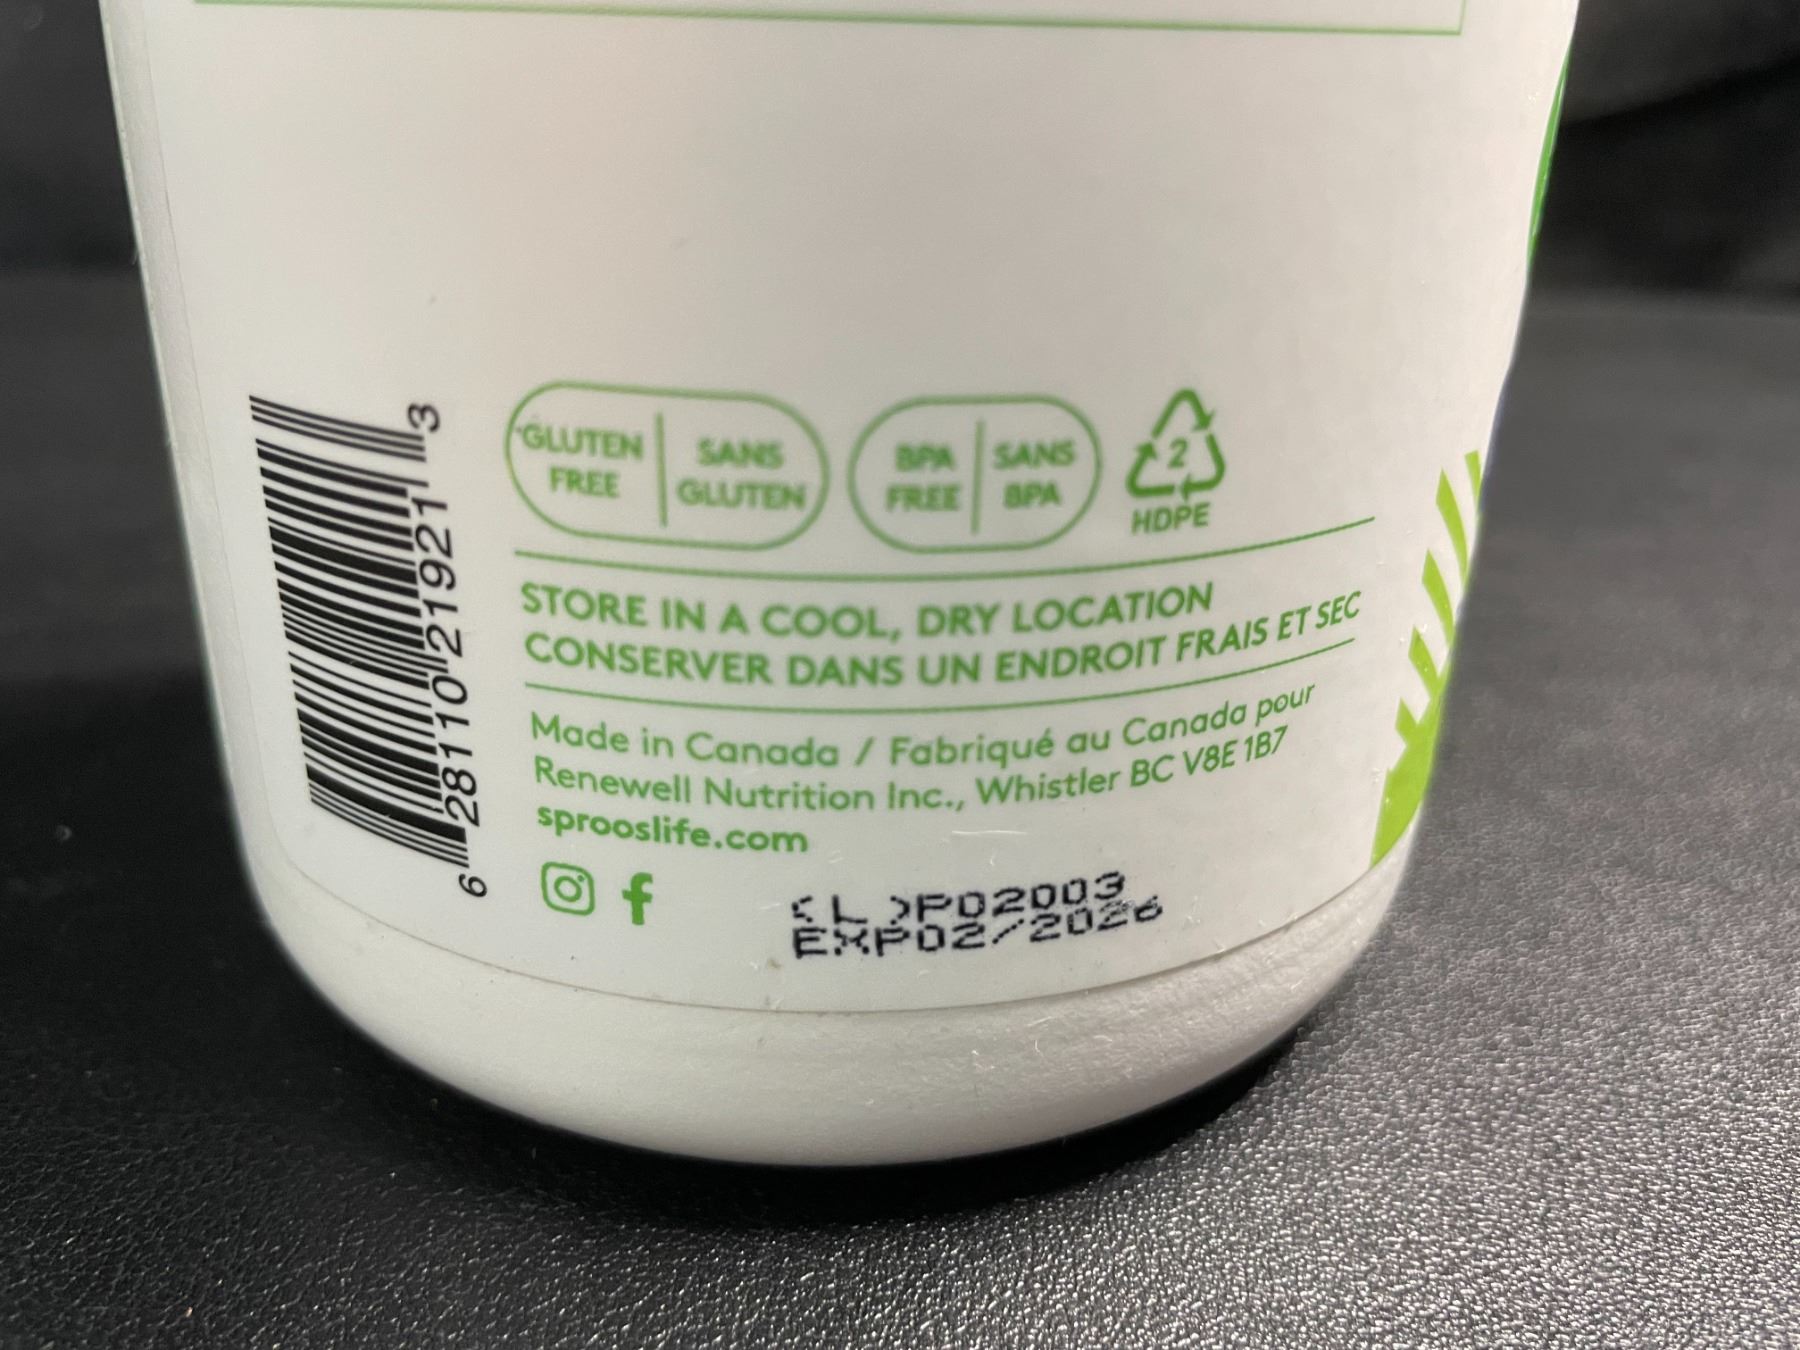 GLUTEN FREE | SANS GLUTEN
BPA FREE | SANS BPA
2
HDPE
STORE IN A COOL, DRY LOCATION
CONSERVER DANS UN ENDROIT FRAIS ET SEC
Made in Canada / Fabriqué au Canada pour
Renewell Nutrition Inc., Whistler BC V8E 1B7
sprooslife.com
<L>P02003
EXP02/2026
6 28110 21921 3